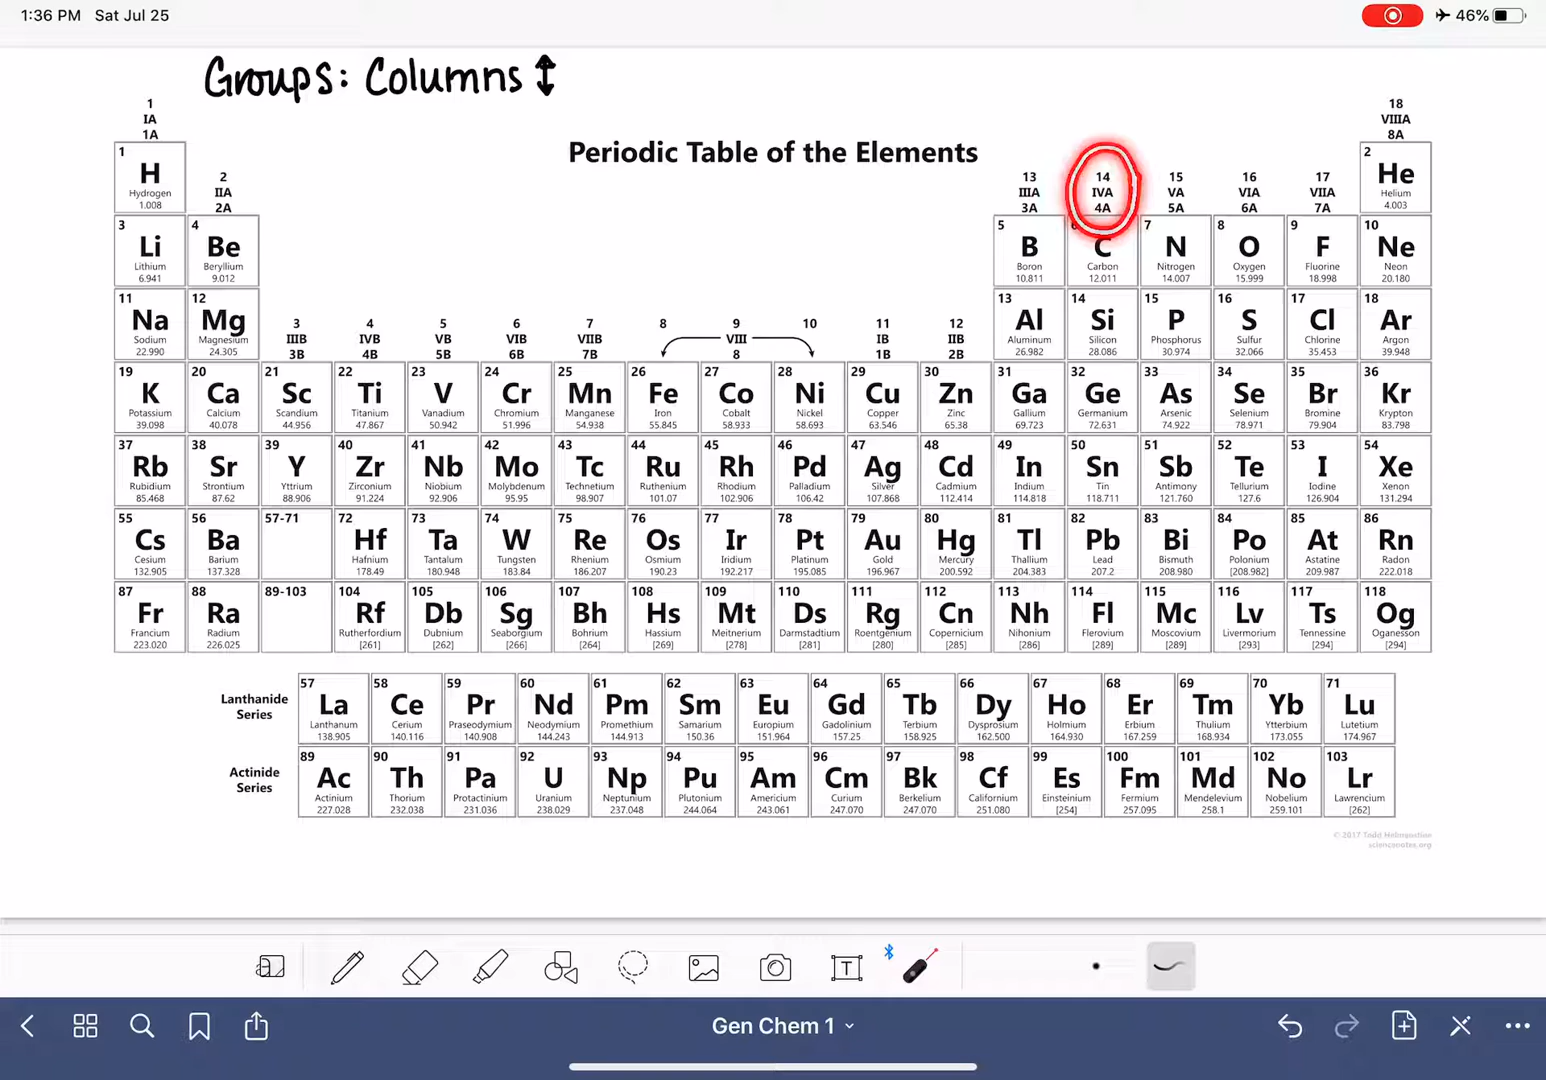 1:36 PM Sat Jul 25
46%
Groups: Columns ↕
Periodic Table of the Elements
1
IA
1A
18
VIIIA
8A
2
IIA
2A
13 14 15 16 17
IIIA IVA VA VIA VIIA
3A 4A 5A 6A 7A
3 4 5 6 7 8 9 10 11 12
IIIB IVB VB VIB VIIB VIII IB IIB
3B 4B 5B 6B 7B 8 1B 2B
1 2
H He
Hydrogen Helium
1.008 4.003
3 4 5 6 7 8 9 10
Li Be B C N O F Ne
Lithium Beryllium Boron Carbon Nitrogen Oxygen Fluorine Neon
6.941 9.012 10.811 12.011 14.007 15.999 18.998 20.180
11 12 13 14 15 16 17 18
Na Mg Al Si P S Cl Ar
Sodium Magnesium Aluminum Silicon Phosphorus Sulfur Chlorine Argon
22.990 24.305 26.982 28.086 30.974 32.066 35.453 39.948
19 20 21 22 23 24 25 26 27 28 29 30 31 32 33 34 35 36
K Ca Sc Ti V Cr Mn Fe Co Ni Cu Zn Ga Ge As Se Br Kr
Potassium Calcium Scandium Titanium Vanadium Chromium Manganese Iron Cobalt Nickel Copper Zinc Gallium Germanium Arsenic Selenium Bromine Krypton
39.098 40.078 44.956 47.867 50.942 51.996 54.938 55.845 58.933 58.693 63.546 65.38 69.723 72.631 74.922 78.971 79.904 83.798
37 38 39 40 41 42 43 44 45 46 47 48 49 50 51 52 53 54
Rb Sr Y Zr Nb Mo Tc Ru Rh Pd Ag Cd In Sn Sb Te I Xe
Rubidium Strontium Yttrium Zirconium Niobium Molybdenum Technetium Ruthenium Rhodium Palladium Silver Cadmium Indium Tin Antimony Tellurium Iodine Xenon
85.468 87.62 88.906 91.224 92.906 95.95 98.907 101.07 102.906 106.42 107.868 112.414 114.818 118.711 121.760 127.6 126.904 131.294
55 56 57-71 72 73 74 75 76 77 78 79 80 81 82 83 84 85 86
Cs Ba Hf Ta W Re Os Ir Pt Au Hg Tl Pb Bi Po At Rn
Cesium Barium Hafnium Tantalum Tungsten Rhenium Osmium Iridium Platinum Gold Mercury Thallium Lead Bismuth Polonium Astatine Radon
132.905 137.328 178.49 180.948 183.84 186.207 190.23 192.217 195.085 196.967 200.592 204.383 207.2 208.980 [208.982] 209.987 222.018
87 88 89-103 104 105 106 107 108 109 110 111 112 113 114 115 116 117 118
Fr Ra Rf Db Sg Bh Hs Mt Ds Rg Cn Nh Fl Mc Lv Ts Og
Francium Radium Rutherfordium Dubnium Seaborgium Bohrium Hassium Meitnerium Darmstadtium Roentgenium Copernicium Nihonium Flerovium Moscovium Livermorium Tennessine Oganesson
223.020 226.025 [261] [262] [266] [264] [269] [278] [281] [280] [285] [286] [289] [289] [293] [294] [294]
Lanthanide
Series
57 58 59 60 61 62 63 64 65 66 67 68 69 70 71
La Ce Pr Nd Pm Sm Eu Gd Tb Dy Ho Er Tm Yb Lu
Lanthanum Cerium Praseodymium Neodymium Promethium Samarium Europium Gadolinium Terbium Dysprosium Holmium Erbium Thulium Ytterbium Lutetium
138.905 140.116 140.908 144.243 144.913 150.36 151.964 157.25 158.925 162.500 164.930 167.259 168.934 173.055 174.967
Actinide
Series
89 90 91 92 93 94 95 96 97 98 99 100 101 102 103
Ac Th Pa U Np Pu Am Cm Bk Cf Es Fm Md No Lr
Actinium Thorium Protactinium Uranium Neptunium Plutonium Americium Curium Berkelium Californium Einsteinium Fermium Mendelevium Nobelium Lawrencium
227.028 232.038 231.036 238.029 237.048 244.064 243.061 247.070 247.070 251.080 [254] 257.095 258.1 259.101 [262]
© 2017 Todd Helmenstine
sciencenotes.org
T
Gen Chem 1